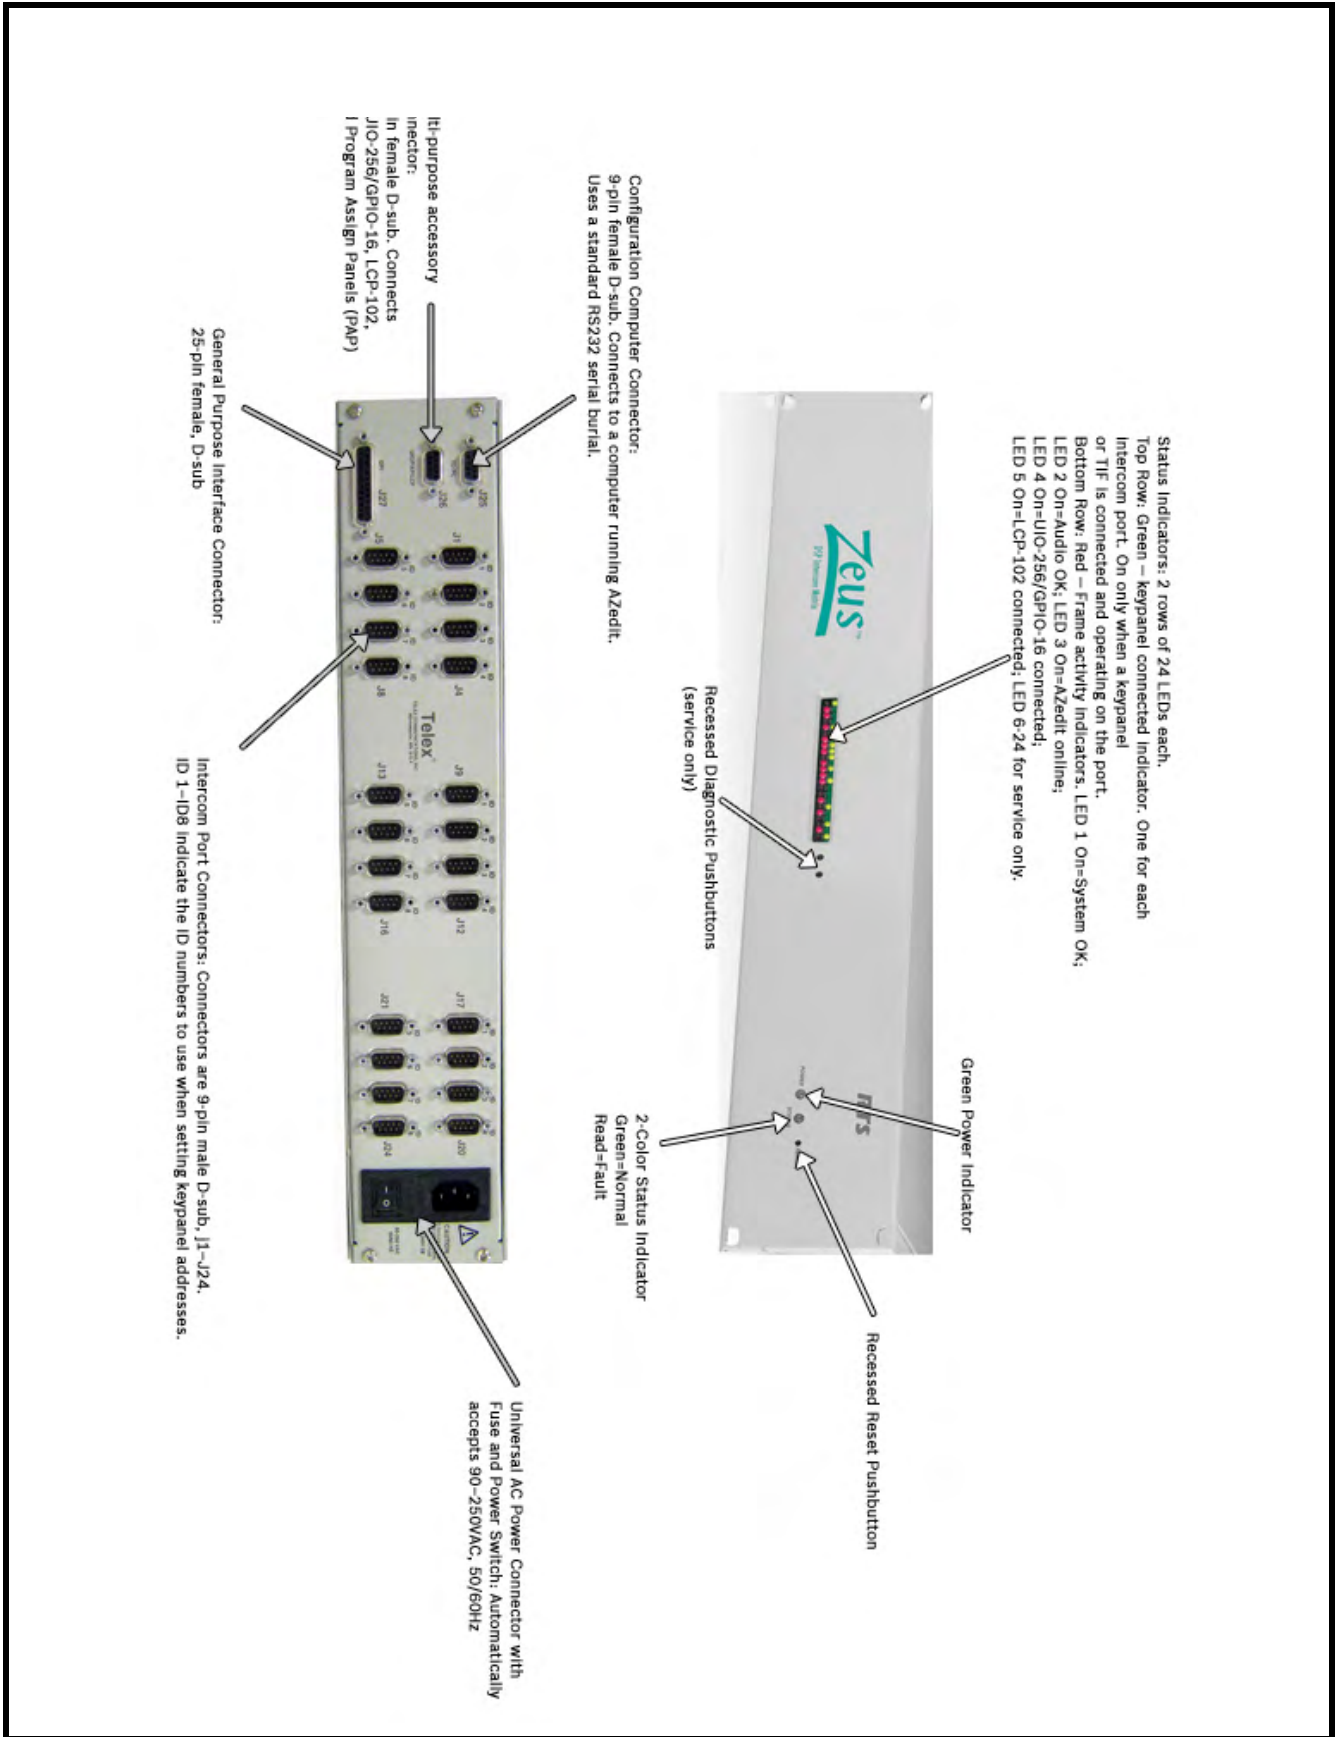 Status Indicators: 2 rows of 24 LEDs each.
Top Row: Green – keypanel connected indicator. One for each
intercom port. On only when a keypanel
or TIF is connected and operating on the port.
Bottom Row: Red – Frame activity indicators. LED 1 On=System OK;
LED 2 On=Audio OK; LED 3 On=AZedit online;
LED 4 On=UIO-256/GPIO-16 connected;
LED 5 On=LCP-102 connected; LED 6-24 for service only.
Green Power Indicator
Recessed Reset Pushbutton
Zeus™
DSP Intercom Matrix
rts
POWER
Recessed Diagnostic Pushbuttons
(service only)
2-Color Status Indicator
Green=Normal
Read=Fault
Configuration Computer Connector:
9-pin female D-sub. Connects to a computer running AZedit.
Uses a standard RS232 serial burial.
lti-purpose accessory
nnector:
in female D-sub. Connects
JIO-256/GPIO-16, LCP-102,
l Program Assign Panels (PAP)
Universal AC Power Connector with
Fuse and Power Switch: Automatically
accepts 90–250VAC, 50/60Hz
J25
J1
J4
J9
J12
J17
J20
CAUTION
J26
Telex®
J27
J5
J8
J13
J16
J21
J24
General Purpose Interface Connector:
25-pin female, D-sub
Intercom Port Connectors: Connectors are 9-pin male D-sub, j1–J24.
ID 1–ID8 indicate the ID numbers to use when setting keypanel addresses.